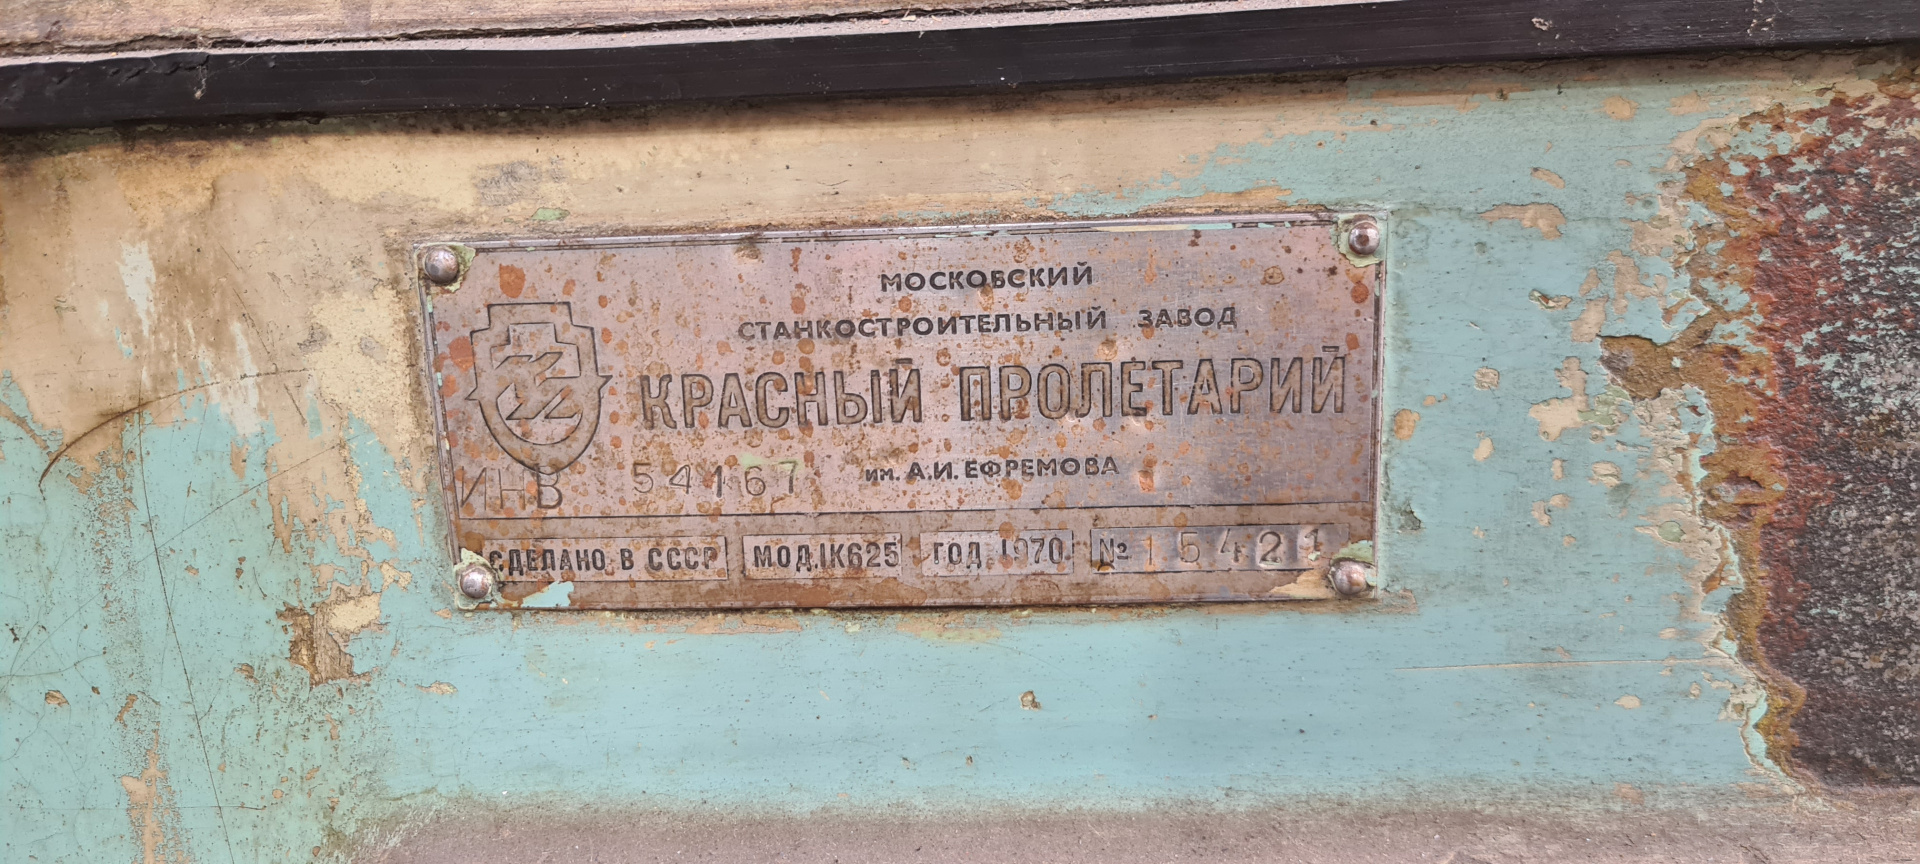 МОСКОВСКИЙ
СТАНКОСТРОИТЕЛЬНЫЙ ЗАВОД
КРАСНЫЙ ПРОЛЕТАРИЙ
им. А.И. ЕФРЕМОВА
ИНВ 54167
СДЕЛАНО В СССР МОД.1К625 ГОД 1970 № 15421